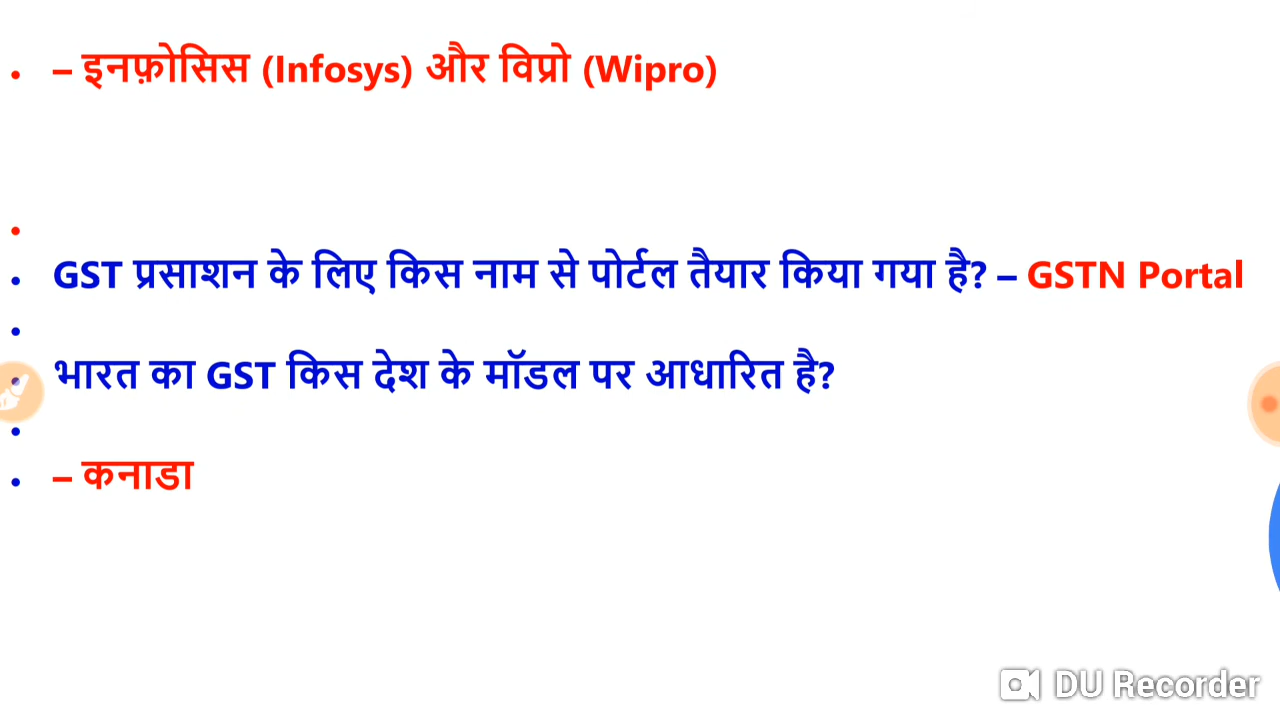 – इनफ़ोसिस (Infosys) और विप्रो (Wipro)
GST प्रसाशन के लिए किस नाम से पोर्टल तैयार किया गया है? – GSTN Portal
भारत का GST किस देश के मॉडल पर आधारित है?
– कनाडा
DU Recorder